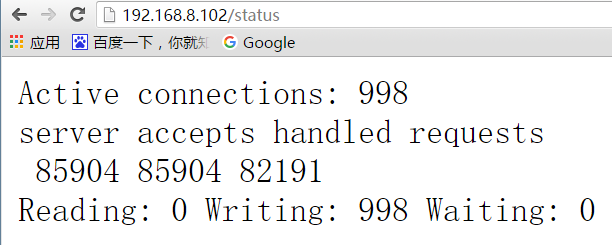 192.168.8.102/status
应用 百度一下，你就知 Google
Active connections: 998
server accepts handled requests
85904 85904 82191
Reading: 0 Writing: 998 Waiting: 0